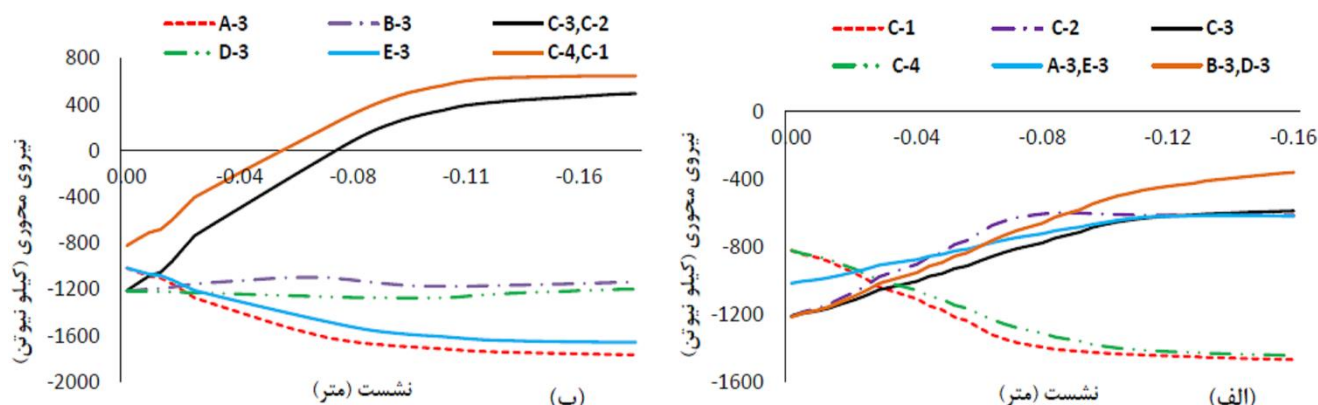 A-3 B-3 C-3,C-2
D-3 E-3 C-4,C-1
800
400
0
-400
-800
-1200
-1600
-2000
0.00 -0.04 -0.08 -0.11 -0.16
نیروی محوری (کیلو نیوتن)
نشست (متر)
(ب)
C-1 C-2 C-3
C-4 A-3,E-3 B-3,D-3
0
-400
-800
-1200
-1600
0.00 -0.04 -0.08 -0.12 -0.16
نیروی محوری (کیلو نیوتن)
نشست (متر)
(الف)